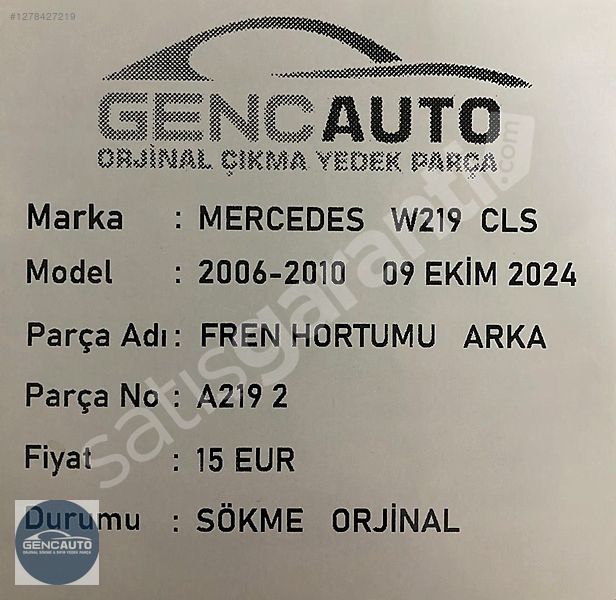 #1278427219
GENCAUTO
ORJİNAL ÇIKMA YEDEK PARÇA
Marka : MERCEDES W219 CLS
Model : 2006-2010 09 EKİM 2024
Parça Adı : FREN HORTUMU ARKA
Parça No : A219 2
Fiyat : 15 EUR
Durumu : SÖKME ORJİNAL
satisgaranti.com
GENCAUTO